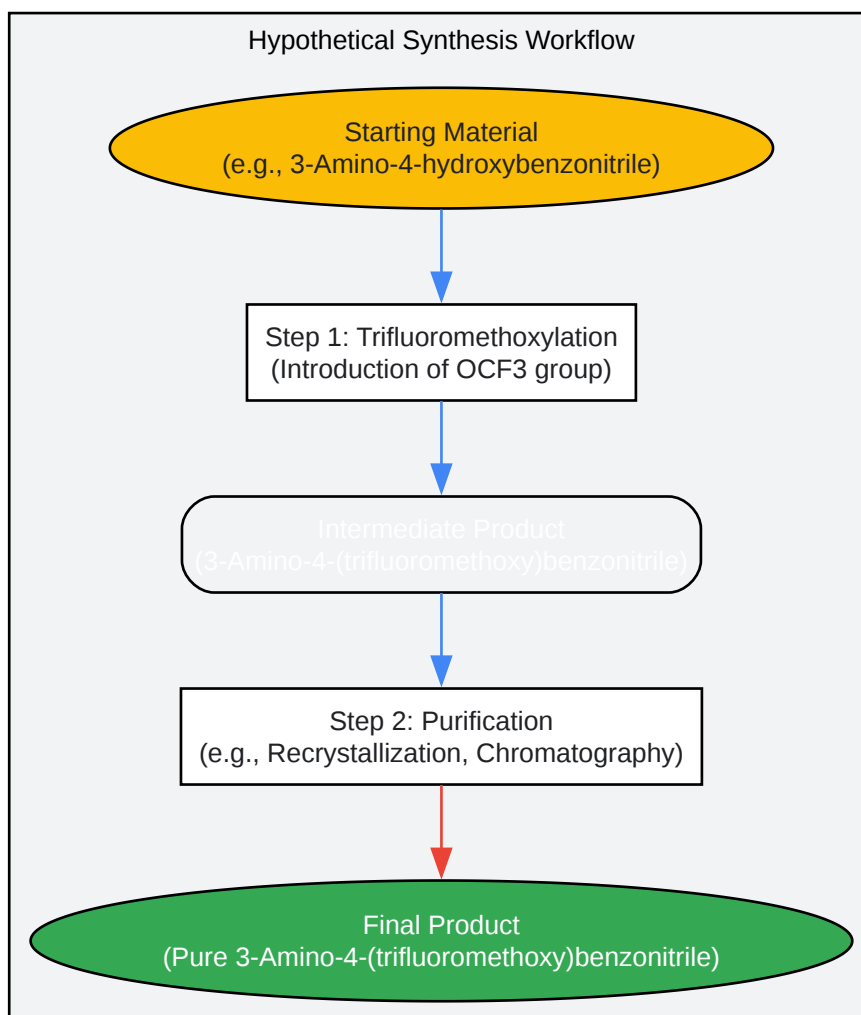 Hypothetical Synthesis Workflow
Starting Material
(e.g., 3-Amino-4-hydroxybenzonitrile)
Step 1: Trifluoromethoxylation
(Introduction of OCF3 group)
Intermediate Product
(3-Amino-4-(trifluoromethoxy)benzonitrile)
Step 2: Purification
(e.g., Recrystallization, Chromatography)
Final Product
(Pure 3-Amino-4-(trifluoromethoxy)benzonitrile)